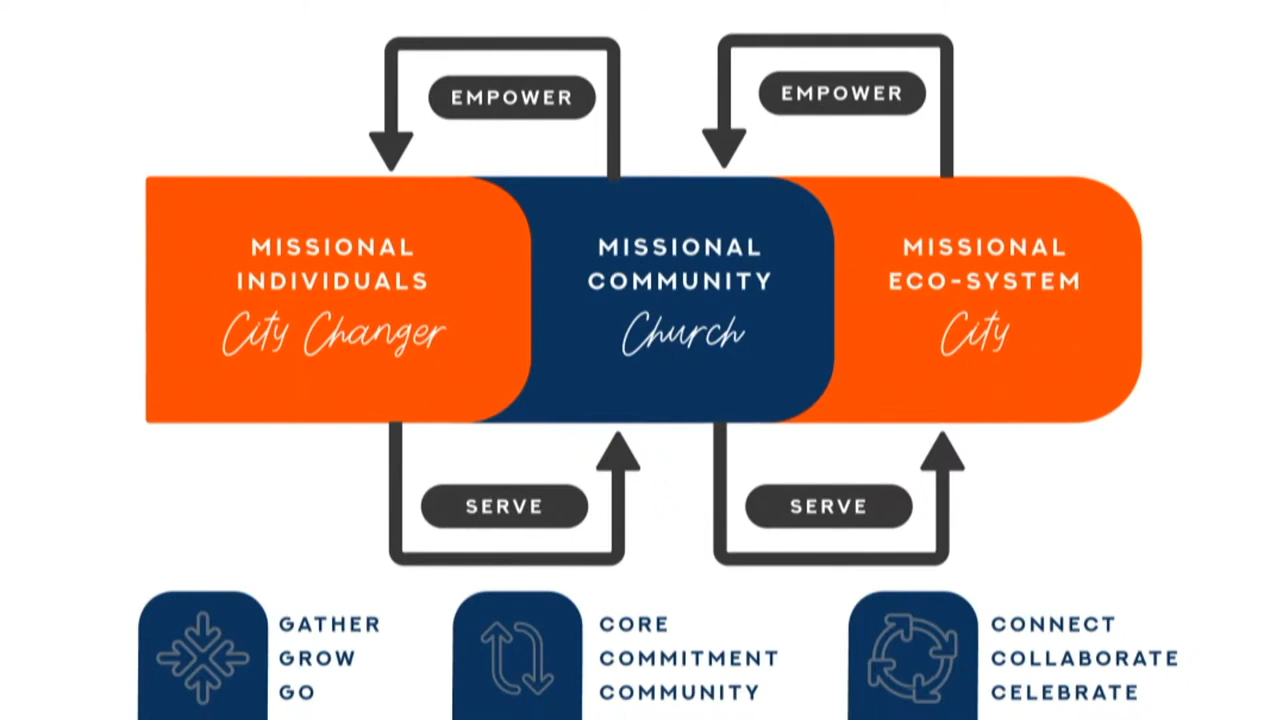 EMPOWER
EMPOWER
MISSIONAL
INDIVIDUALS
City Changer
MISSIONAL
COMMUNITY
Church
MISSIONAL
ECO-SYSTEM
City
SERVE
SERVE
GATHER
GROW
GO
CORE
COMMITMENT
COMMUNITY
CONNECT
COLLABORATE
CELEBRATE